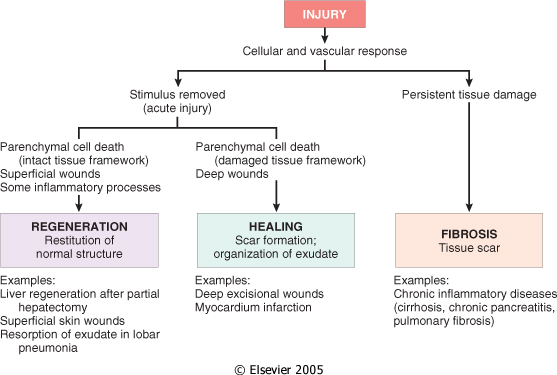 INJURY
Cellular and vascular response
Stimulus removed
(acute injury)
Persistent tissue damage
Parenchymal cell death
(intact tissue framework)
Superficial wounds
Some inflammatory processes
Parenchymal cell death
(damaged tissue framework)
Deep wounds
REGENERATION
Restitution of
normal structure
HEALING
Scar formation;
organization of exudate
FIBROSIS
Tissue scar
Examples:
Liver regeneration after partial
hepatectomy
Superficial skin wounds
Resorption of exudate in lobar
pneumonia
Examples:
Deep excisional wounds
Myocardium infarction
Examples:
Chronic inflammatory diseases
(cirrhosis, chronic pancreatitis,
pulmonary fibrosis)
© Elsevier 2005